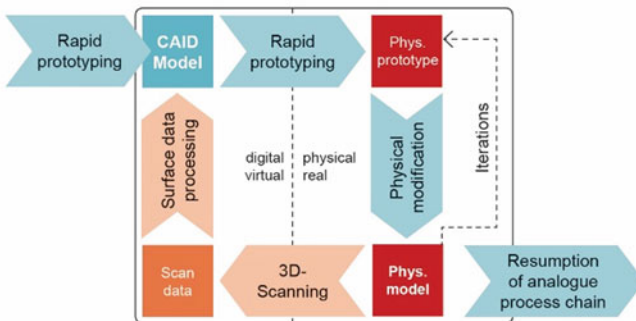 Rapid
prototyping
CAID
Model
Rapid
prototyping
Phys.
prototype
Surface data
processing
digital
virtual
physical
real
Physical
modification
Iterations
Scan
data
3D-
Scanning
Phys.
model
Resumption
of analogue
process chain